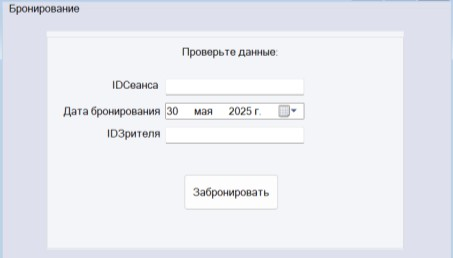 Бронирование
Проверьте данные:
IDСеанса
Дата бронирования 30 мая 2025 г.
IDЗрителя
Забронировать